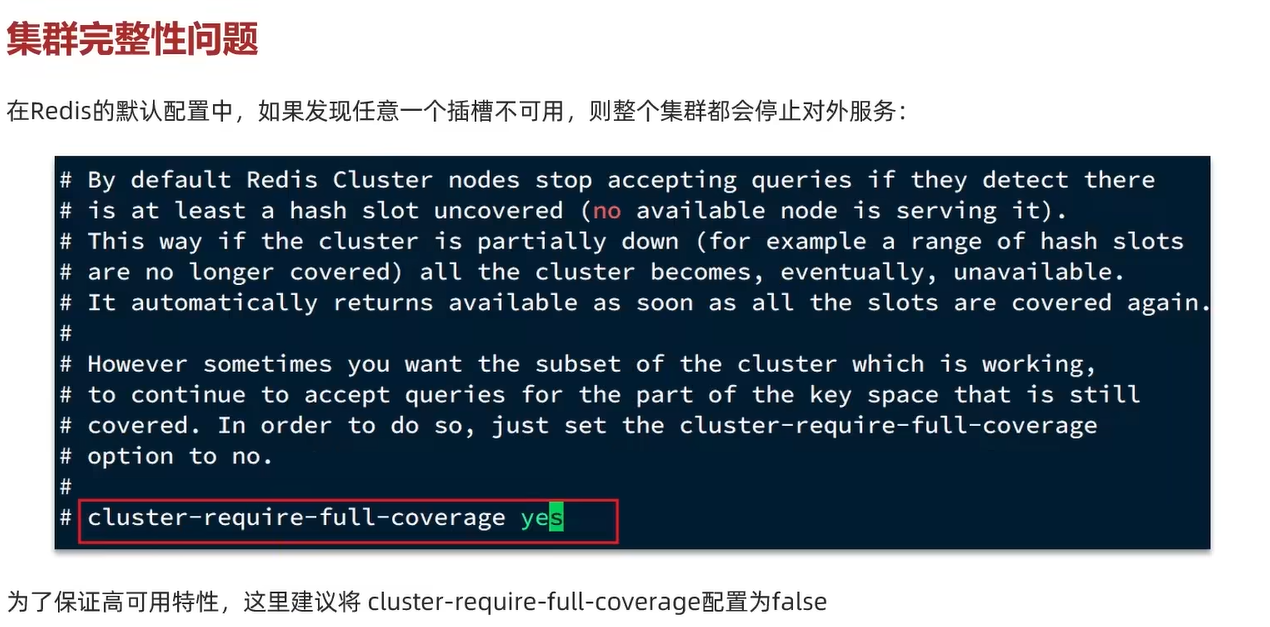 集群完整性问题
在Redis的默认配置中，如果发现任意一个插槽不可用，则整个集群都会停止对外服务：
# By default Redis Cluster nodes stop accepting queries if they detect there
# is at least a hash slot uncovered (no available node is serving it).
# This way if the cluster is partially down (for example a range of hash slots
# are no longer covered) all the cluster becomes, eventually, unavailable.
# It automatically returns available as soon as all the slots are covered again.
#
# However sometimes you want the subset of the cluster which is working,
# to continue to accept queries for the part of the key space that is still
# covered. In order to do so, just set the cluster-require-full-coverage
# option to no.
#
# cluster-require-full-coverage yes
为了保证高可用特性，这里建议将 cluster-require-full-coverage配置为false